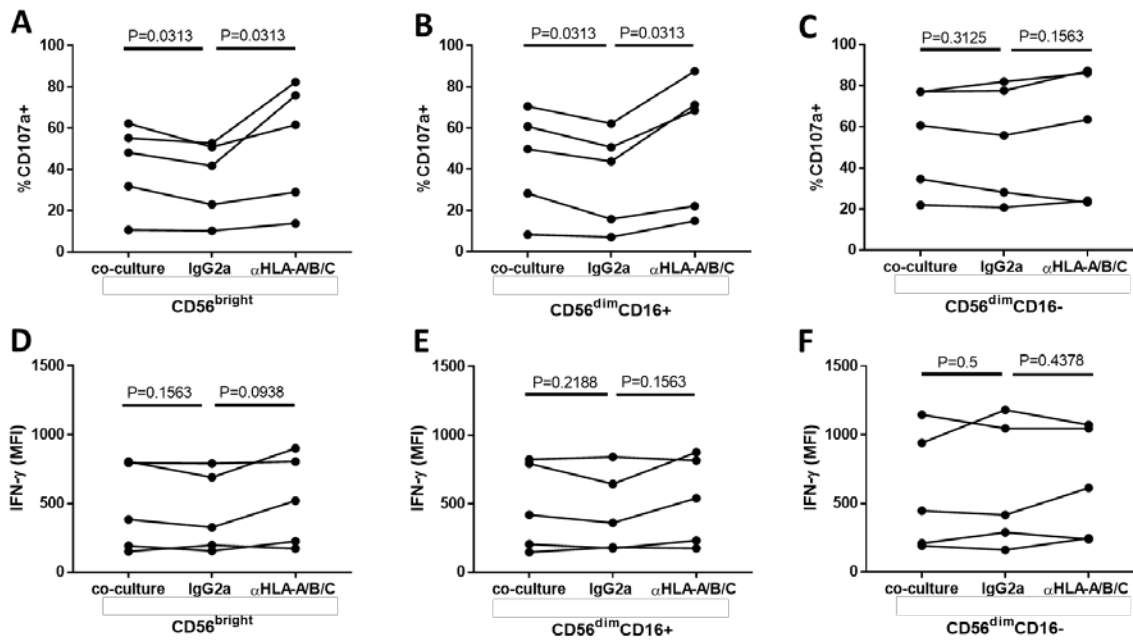 A
P=0.0313 P=0.0313
100
80
60
40
20
0
%CD107a+
co-culture IgG2a αHLA-A/B/C
CD56bright
B
P=0.0313 P=0.0313
100
80
60
40
20
0
%CD107a+
co-culture IgG2a αHLA-A/B/C
CD56dimCD16+
C
P=0.3125 P=0.1563
100
80
60
40
20
0
%CD107a+
co-culture IgG2a αHLA-A/B/C
CD56dimCD16-
D
1500
P=0.1563 P=0.0938
1000
500
0
IFN-γ (MFI)
co-culture IgG2a αHLA-A/B/C
CD56bright
E
1500
P=0.2188 P=0.1563
1000
500
0
IFN-γ (MFI)
co-culture IgG2a αHLA-A/B/C
CD56dimCD16+
F
1500
P=0.5 P=0.4378
1000
500
0
IFN-γ (MFI)
co-culture IgG2a αHLA-A/B/C
CD56dimCD16-